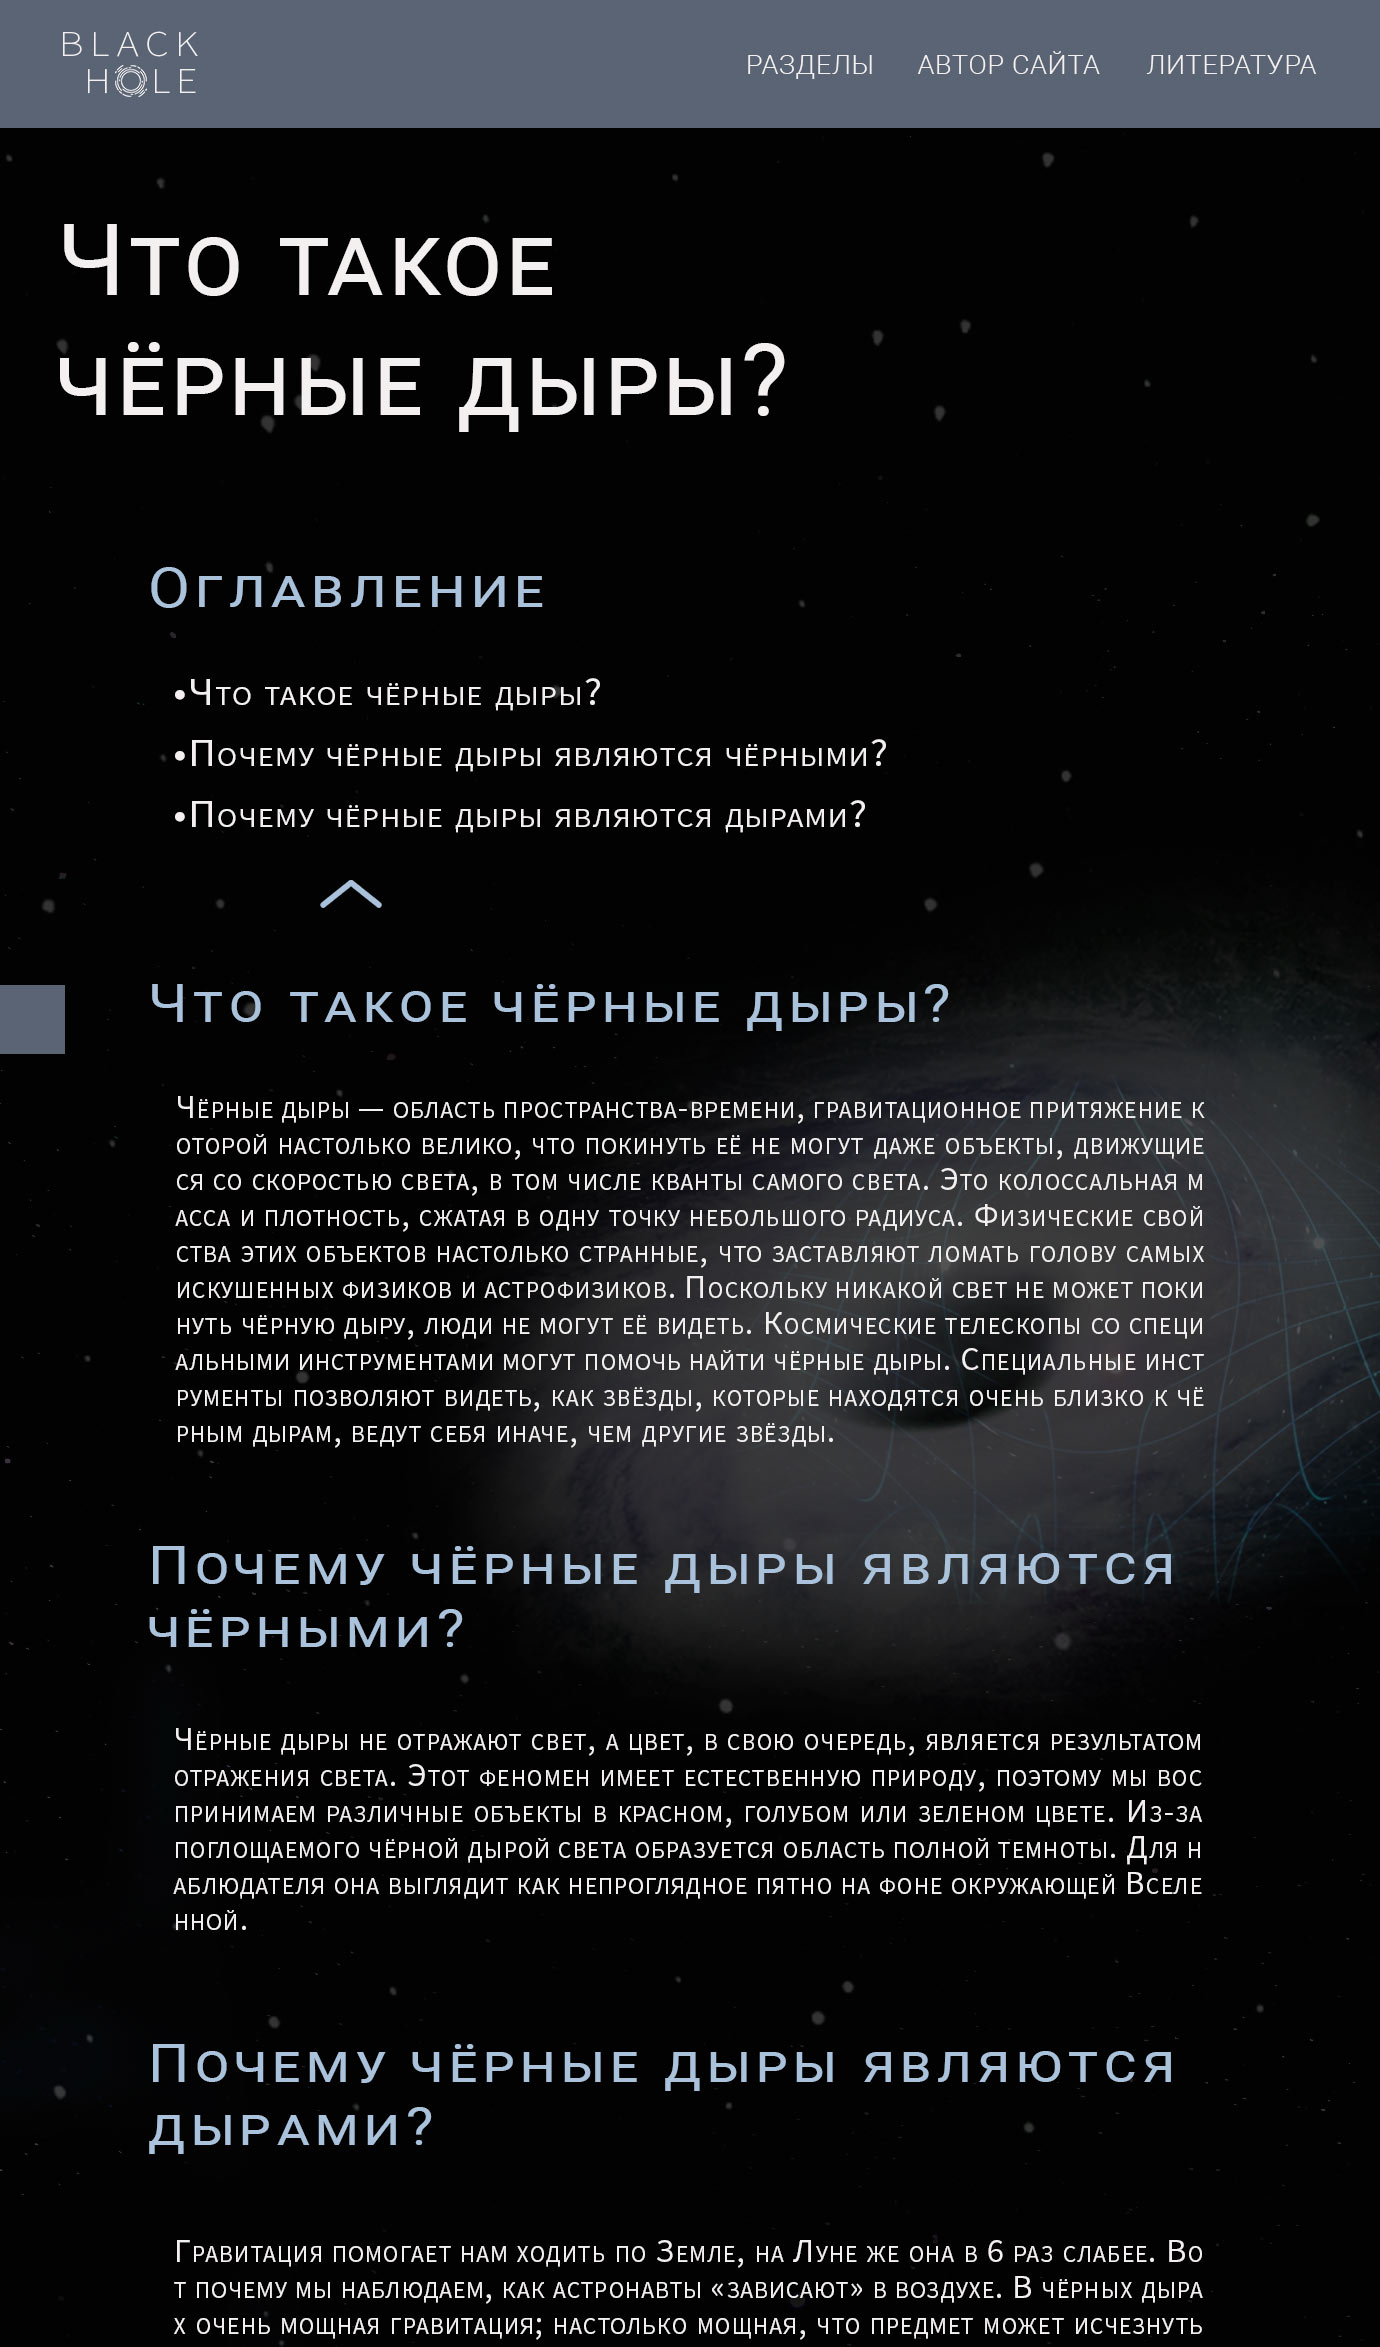 BLACK
HOLE
РАЗДЕЛЫ АВТОР САЙТА ЛИТЕРАТУРА
Что такое
чёрные дыры?
Оглавление
•Что такое чёрные дыры?
•Почему чёрные дыры являются чёрными?
•Почему чёрные дыры являются дырами?
Что такое чёрные дыры?
Чёрные дыры — область пространства-времени, гравитационное притяжение к
оторой настолько велико, что покинуть её не могут даже объекты, движущие
ся со скоростью света, в том числе кванты самого света. Это колоссальная м
асса и плотность, сжатая в одну точку небольшого радиуса. Физические свой
ства этих объектов настолько странные, что заставляют ломать голову самых
искушенных физиков и астрофизиков. Поскольку никакой свет не может поки
нуть чёрную дыру, люди не могут её видеть. Космические телескопы со специ
альными инструментами могут помочь найти чёрные дыры. Специальные инст
рументы позволяют видеть, как звёзды, которые находятся очень близко к чё
рным дырам, ведут себя иначе, чем другие звёзды.
Почему чёрные дыры являются
чёрными?
Чёрные дыры не отражают свет, а цвет, в свою очередь, является результатом
отражения света. Этот феномен имеет естественную природу, поэтому мы вос
принимаем различные объекты в красном, голубом или зеленом цвете. Из-за
поглощаемого чёрной дырой света образуется область полной темноты. Для н
аблюдателя она выглядит как непроглядное пятно на фоне окружающей Вселе
нной.
Почему чёрные дыры являются
дырами?
Гравитация помогает нам ходить по Земле, на Луне же она в 6 раз слабее. Во
т почему мы наблюдаем, как астронавты «зависают» в воздухе. В чёрных дыра
х очень мощная гравитация; настолько мощная, что предмет может исчезнуть